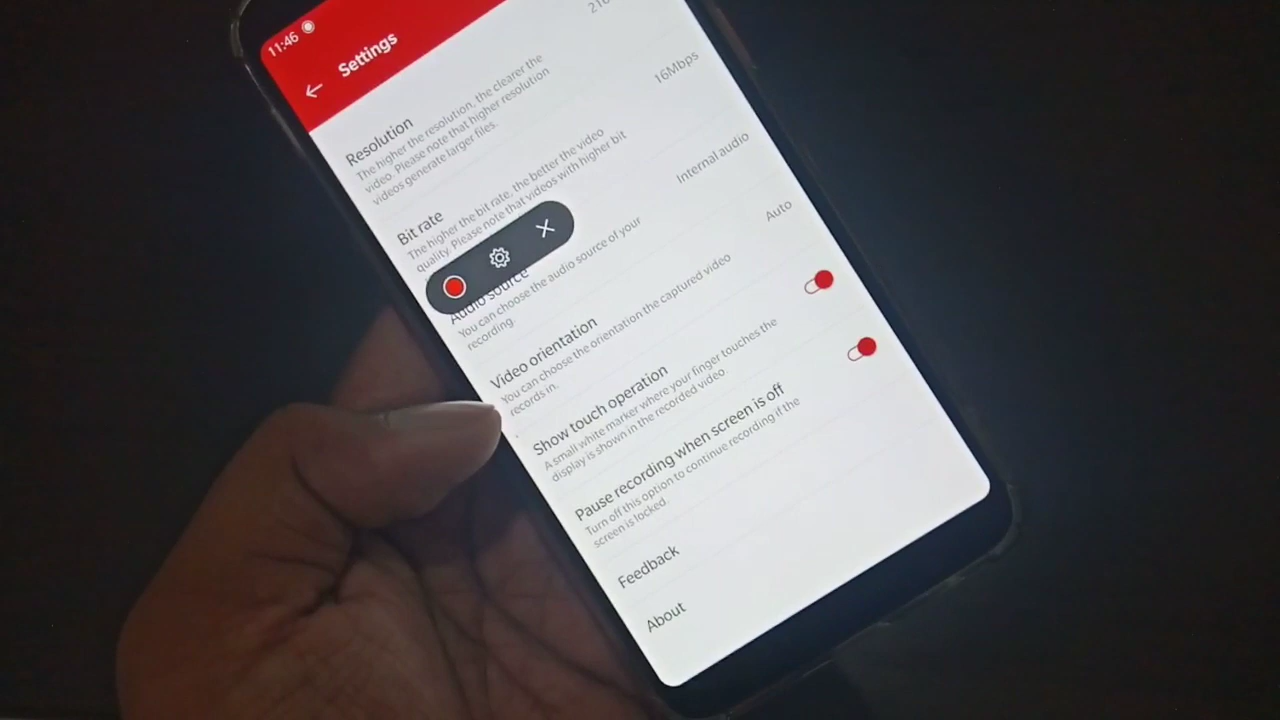 11:46
Settings
Resolution
The higher the resolution, the clearer the
video. Please note that higher resolution
videos generate larger files.
Bit rate
16Mbps
The higher the bit rate, the better the video
quality. Please note that videos with higher bit
Audio source
Internal audio
You can choose the audio source of your
recording.
Video orientation
Auto
You can choose the orientation the captured video
records in.
Show touch operation
A small white marker where your finger touches the
display is shown in the recorded video.
Pause recording when screen is off
Turn off this option to continue recording if the
screen is locked.
Feedback
About